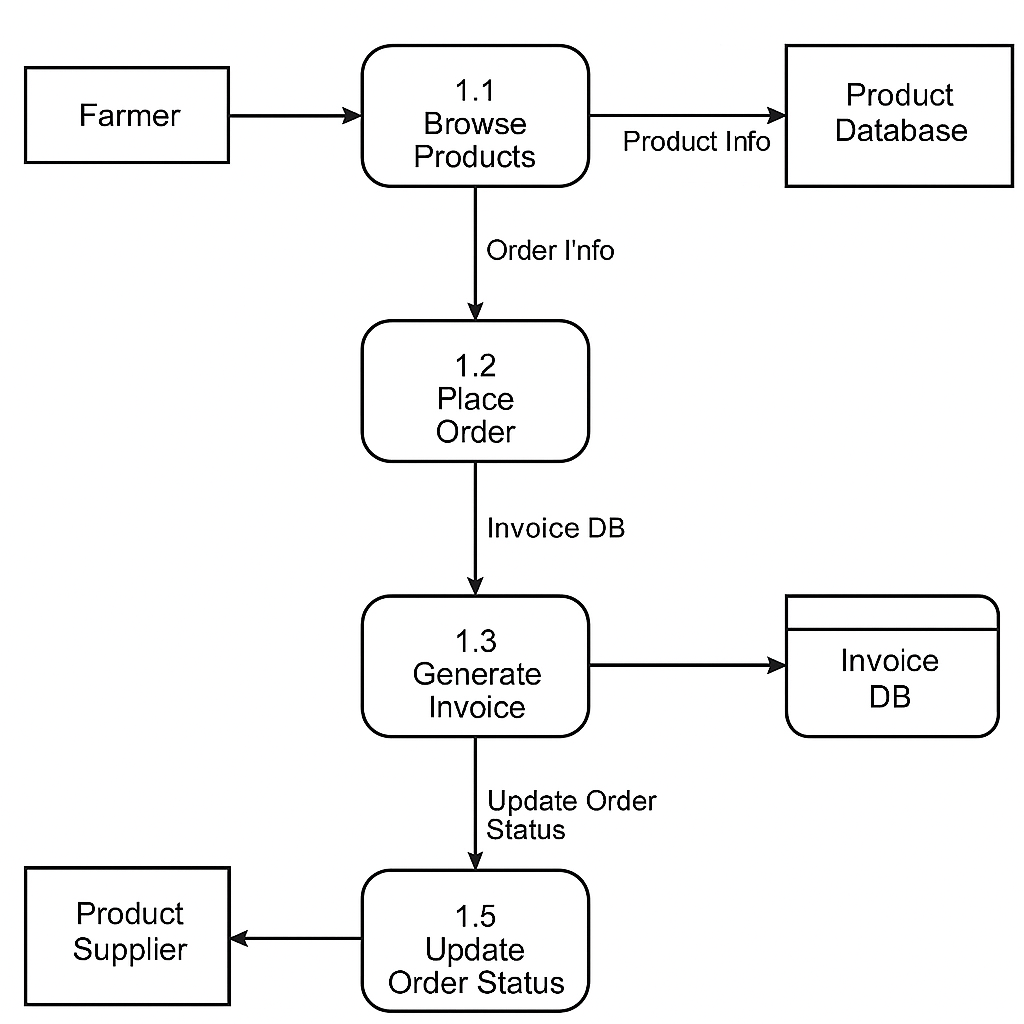 Farmer
1.1
Browse
Products
Product Info
Product
Database
Order I'nfo
1.2
Place
Order
Invoice DB
1.3
Generate
Invoice
Invoice
DB
Update Order
Status
Product
Supplier
1.5
Update
Order Status